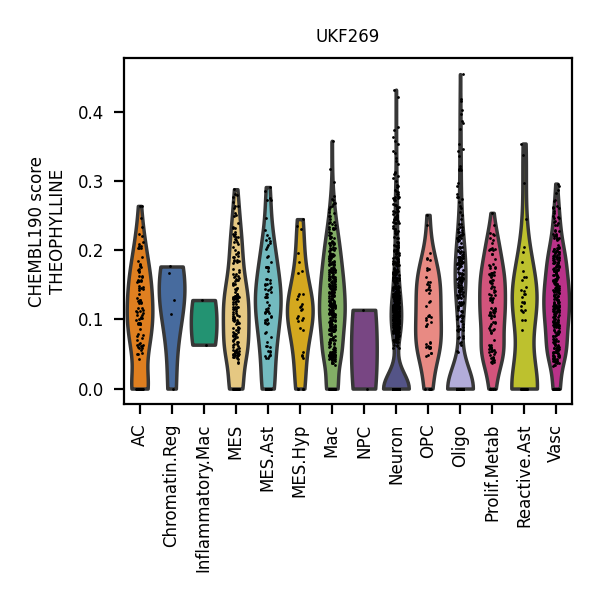 UKF269
CHEMBL190 score
THEOPHYLLINE
0.4
0.3
0.2
0.1
0.0
AC
Chromatin.Reg
Inflammatory.Mac
MES
MES.Ast
MES.Hyp
Mac
NPC
Neuron
OPC
Oligo
Prolif.Metab
Reactive.Ast
Vasc